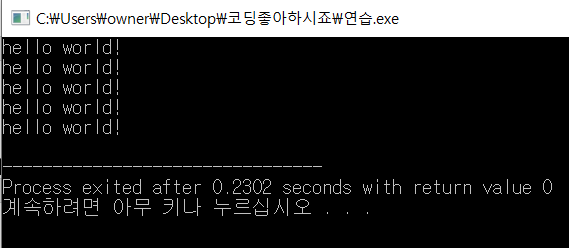 C:₩Users₩owner₩Desktop₩코딩좋아하시죠₩연습.exe
hello world!
hello world!
hello world!
hello world!
hello world!
--------------------------------
Process exited after 0.2302 seconds with return value 0
계속하려면 아무 키나 누르십시오 . . .